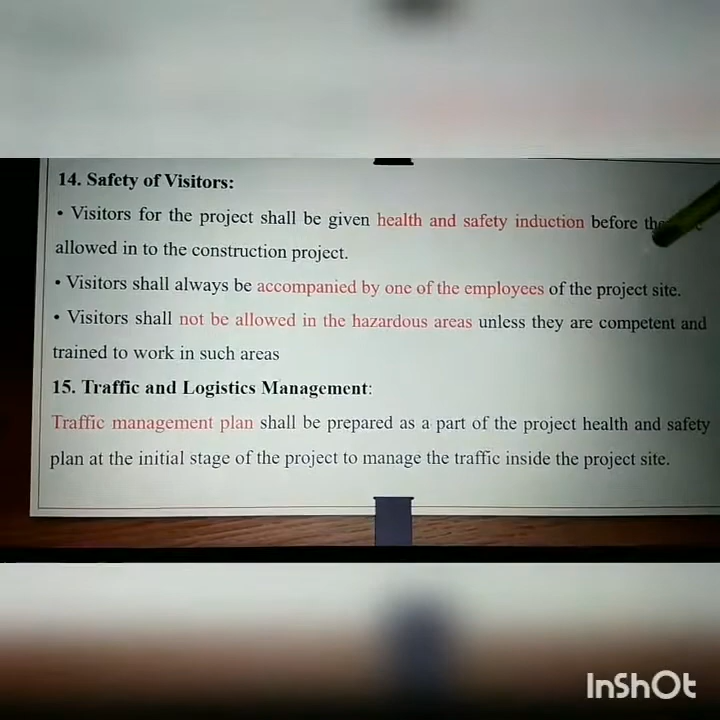 14. Safety of Visitors:
• Visitors for the project shall be given health and safety induction before
allowed in to the construction project.
• Visitors shall always be accompanied by one of the employees of the project site.
• Visitors shall not be allowed in the hazardous areas unless they are competent and
trained to work in such areas
15. Traffic and Logistics Management:
Traffic management plan shall be prepared as a part of the project health and safety
plan at the initial stage of the project to manage the traffic inside the project site.
InShOt